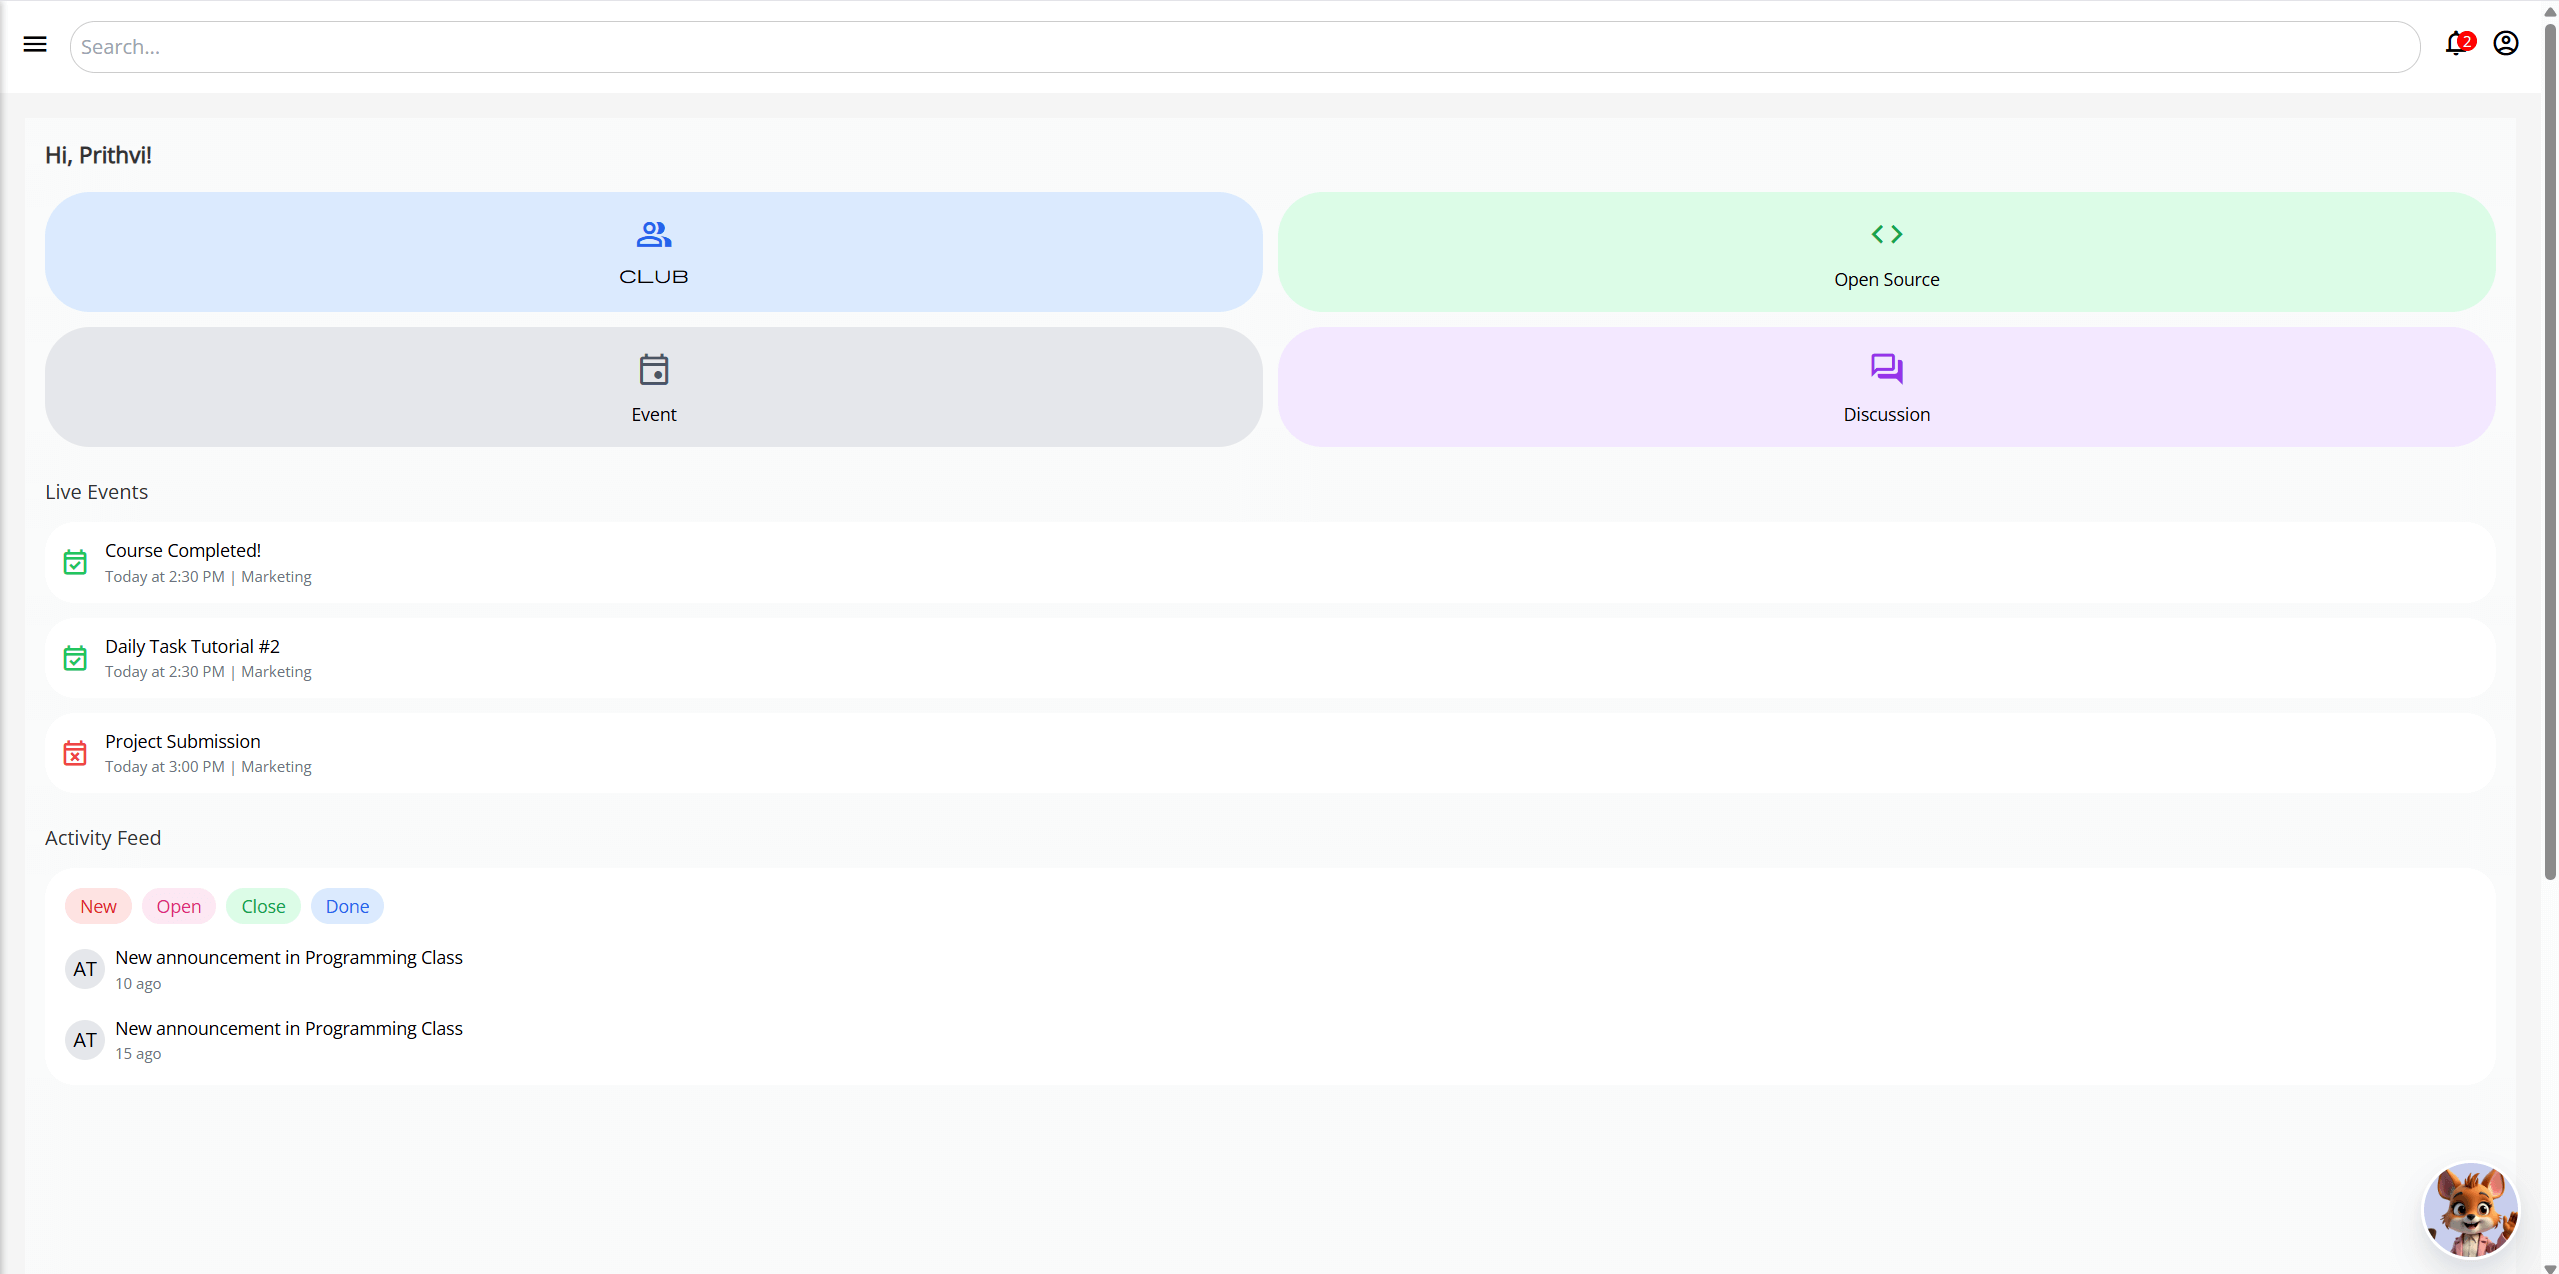 Search...
2
Hi, Prithvi!
CLUB
Open Source
Event
Discussion
Live Events
Course Completed!
Today at 2:30 PM | Marketing
Daily Task Tutorial #2
Today at 2:30 PM | Marketing
Project Submission
Today at 3:00 PM | Marketing
Activity Feed
New Open Close Done
AT
New announcement in Programming Class
10 ago
AT
New announcement in Programming Class
15 ago